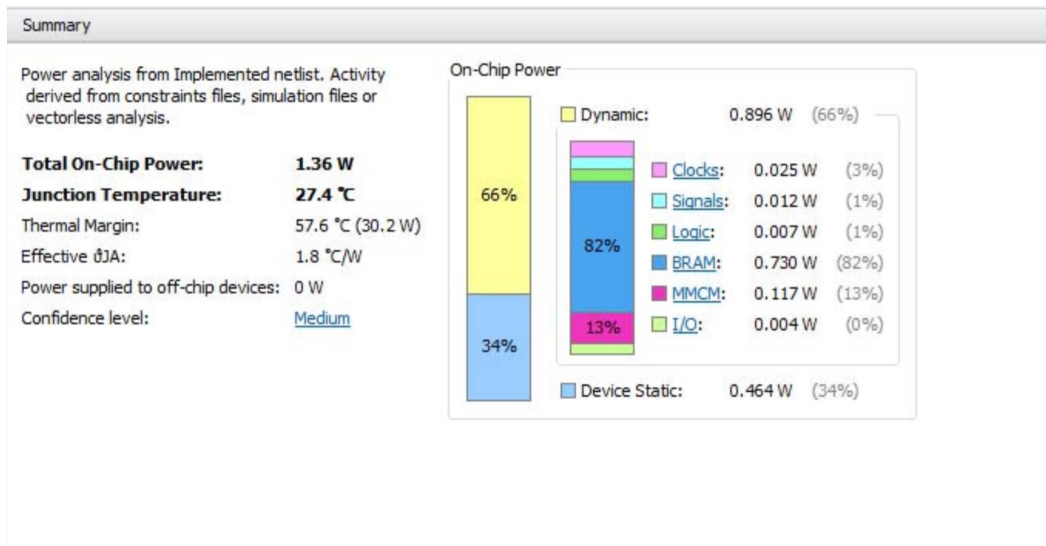 Summary
Power analysis from Implemented netlist. Activity
derived from constraints files, simulation files or
vectorless analysis.
Total On-Chip Power: 1.36 W
Junction Temperature: 27.4 °C
Thermal Margin: 57.6 °C (30.2 W)
Effective ϑJA: 1.8 °C/W
Power supplied to off-chip devices: 0 W
Confidence level: Medium
On-Chip Power
66%
34%
Dynamic: 0.896 W (66%)
82%
13%
Clocks: 0.025 W (3%)
Signals: 0.012 W (1%)
Logic: 0.007 W (1%)
BRAM: 0.730 W (82%)
MMCM: 0.117 W (13%)
I/O: 0.004 W (0%)
Device Static: 0.464 W (34%)